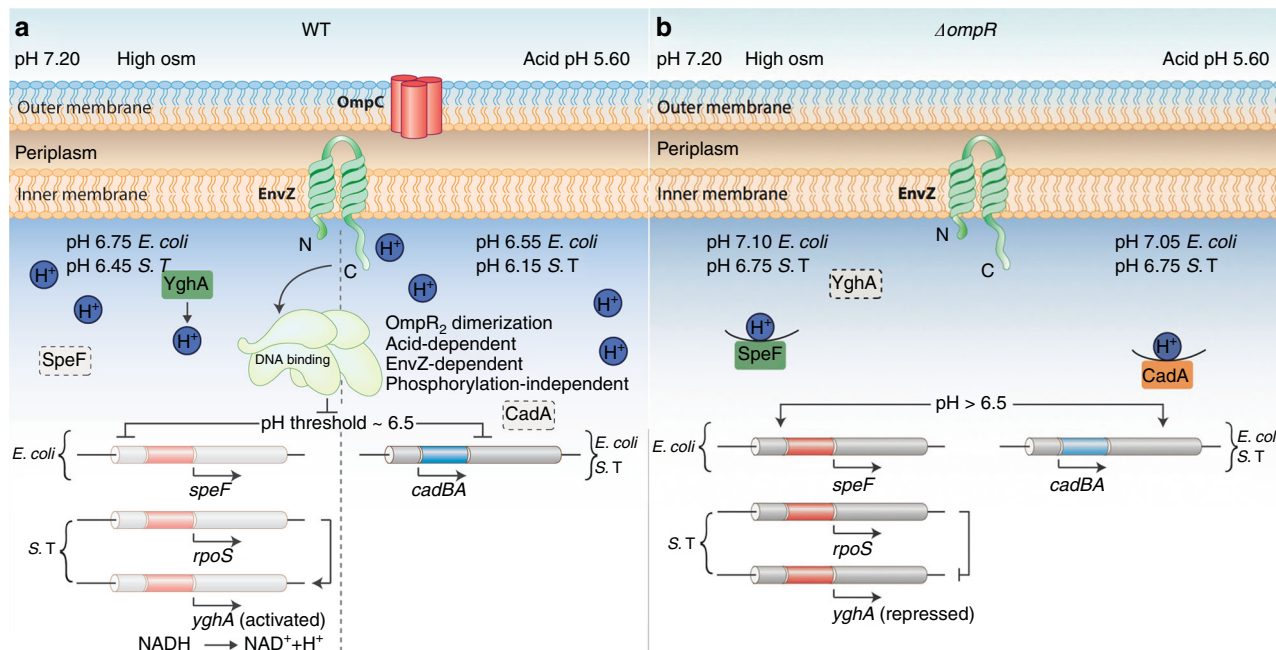 a
WT
pH 7.20 High osm Acid pH 5.60
Outer membrane
OmpC
Periplasm
Inner membrane
EnvZ
N
C
pH 6.75 E. coli
pH 6.45 S. T
pH 6.55 E. coli
pH 6.15 S. T
H+
H+
YghA
H+
H+
H+
H+
H+
SpeF
DNA binding
OmpR2 dimerization
Acid-dependent
EnvZ-dependent
Phosphorylation-independent
H+
CadA
pH threshold ~ 6.5
E. coli
speF
cadBA
E. coli
S. T
S. T
rpoS
yghA (activated)
NADH NAD++H+
b
ΔompR
pH 7.20 High osm Acid pH 5.60
Outer membrane
Periplasm
Inner membrane
EnvZ
N
C
pH 7.10 E. coli
pH 6.75 S. T
pH 7.05 E. coli
pH 6.75 S. T
YghA
H+
SpeF
H+
CadA
pH > 6.5
E. coli
speF
cadBA
E. coli
S. T
S. T
rpoS
yghA (repressed)